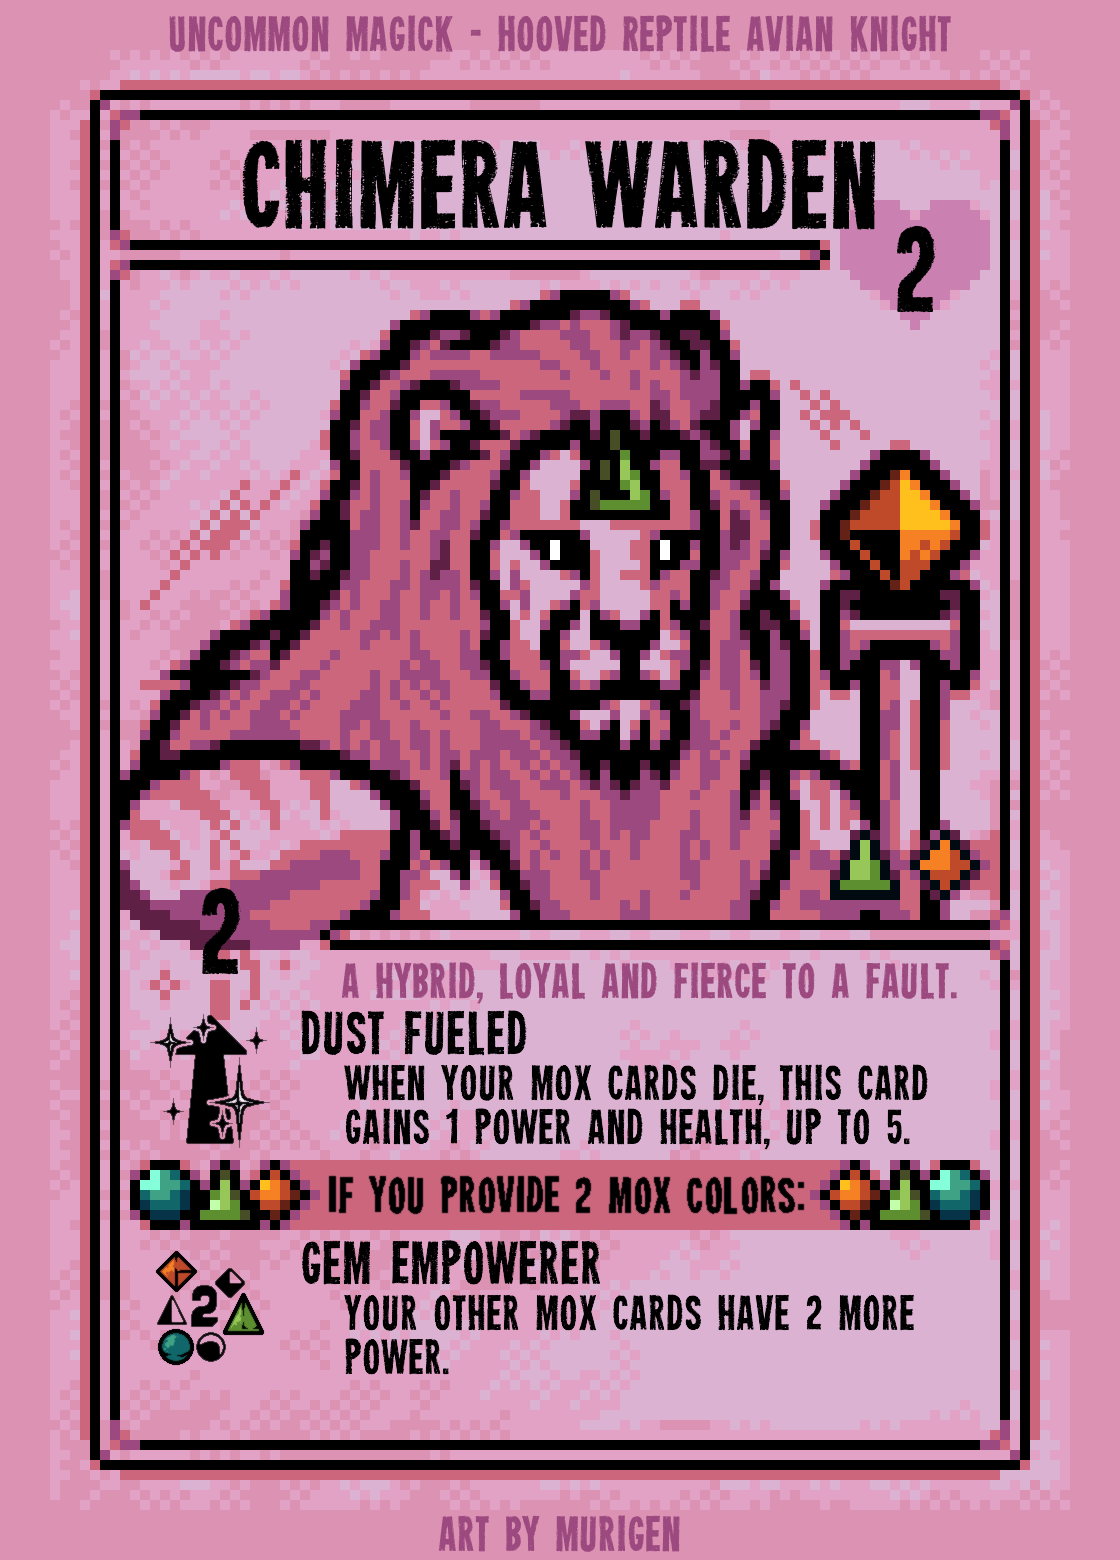 UNCOMMON MAGICK - HOOVED REPTILE AVIAN KNIGHT
CHIMERA WARDEN
2
2
A HYBRID, LOYAL AND FIERCE TO A FAULT.
DUST FUELED
WHEN YOUR MOX CARDS DIE, THIS CARD
GAINS 1 POWER AND HEALTH, UP TO 5.
IF YOU PROVIDE 2 MOX COLORS:
GEM EMPOWERER
2
YOUR OTHER MOX CARDS HAVE 2 MORE
POWER.
ART BY MURIGEN